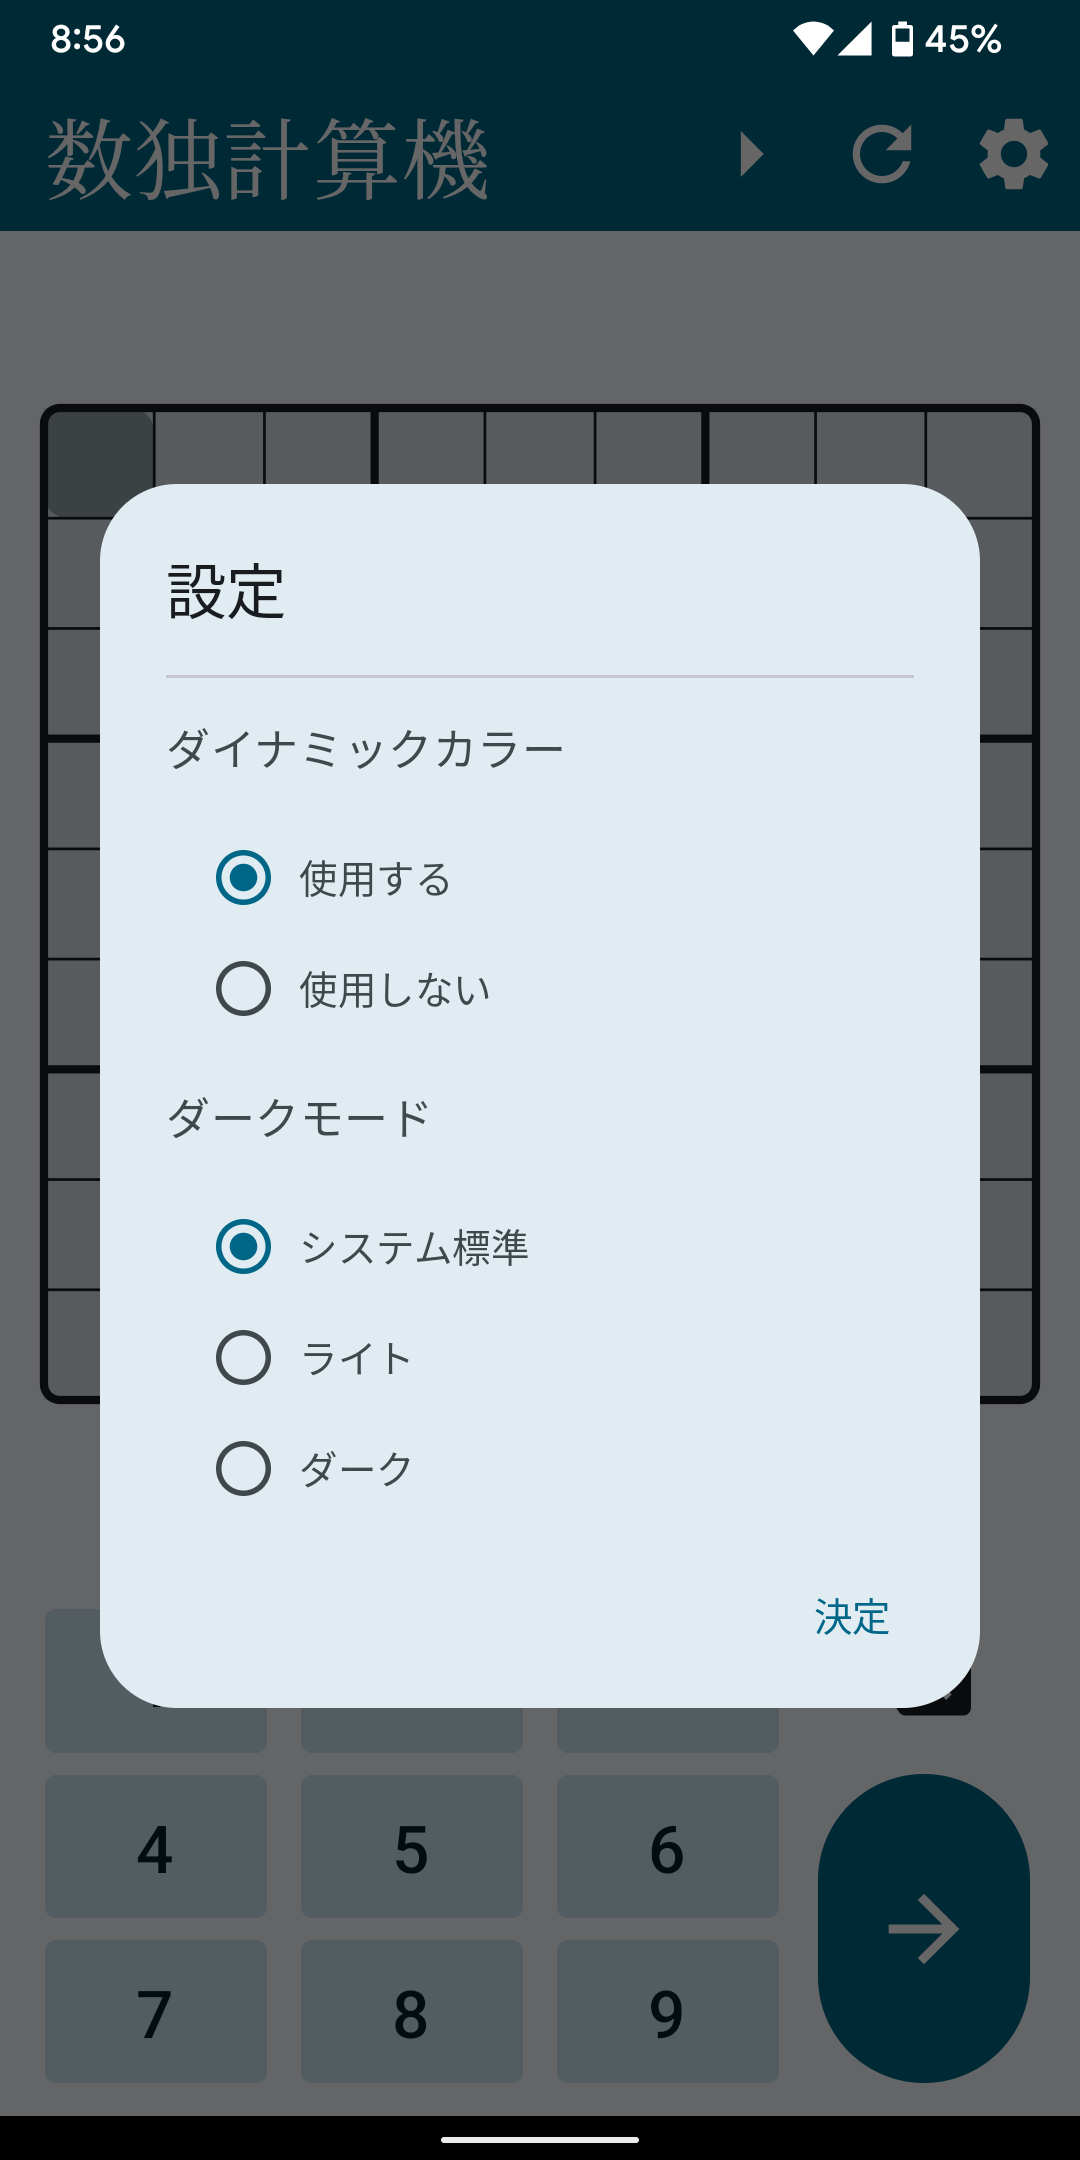 8:56
45%
数独計算機
設定
ダイナミックカラー
使用する
使用しない
ダークモード
システム標準
ライト
ダーク
決定
4
5
6
7
8
9